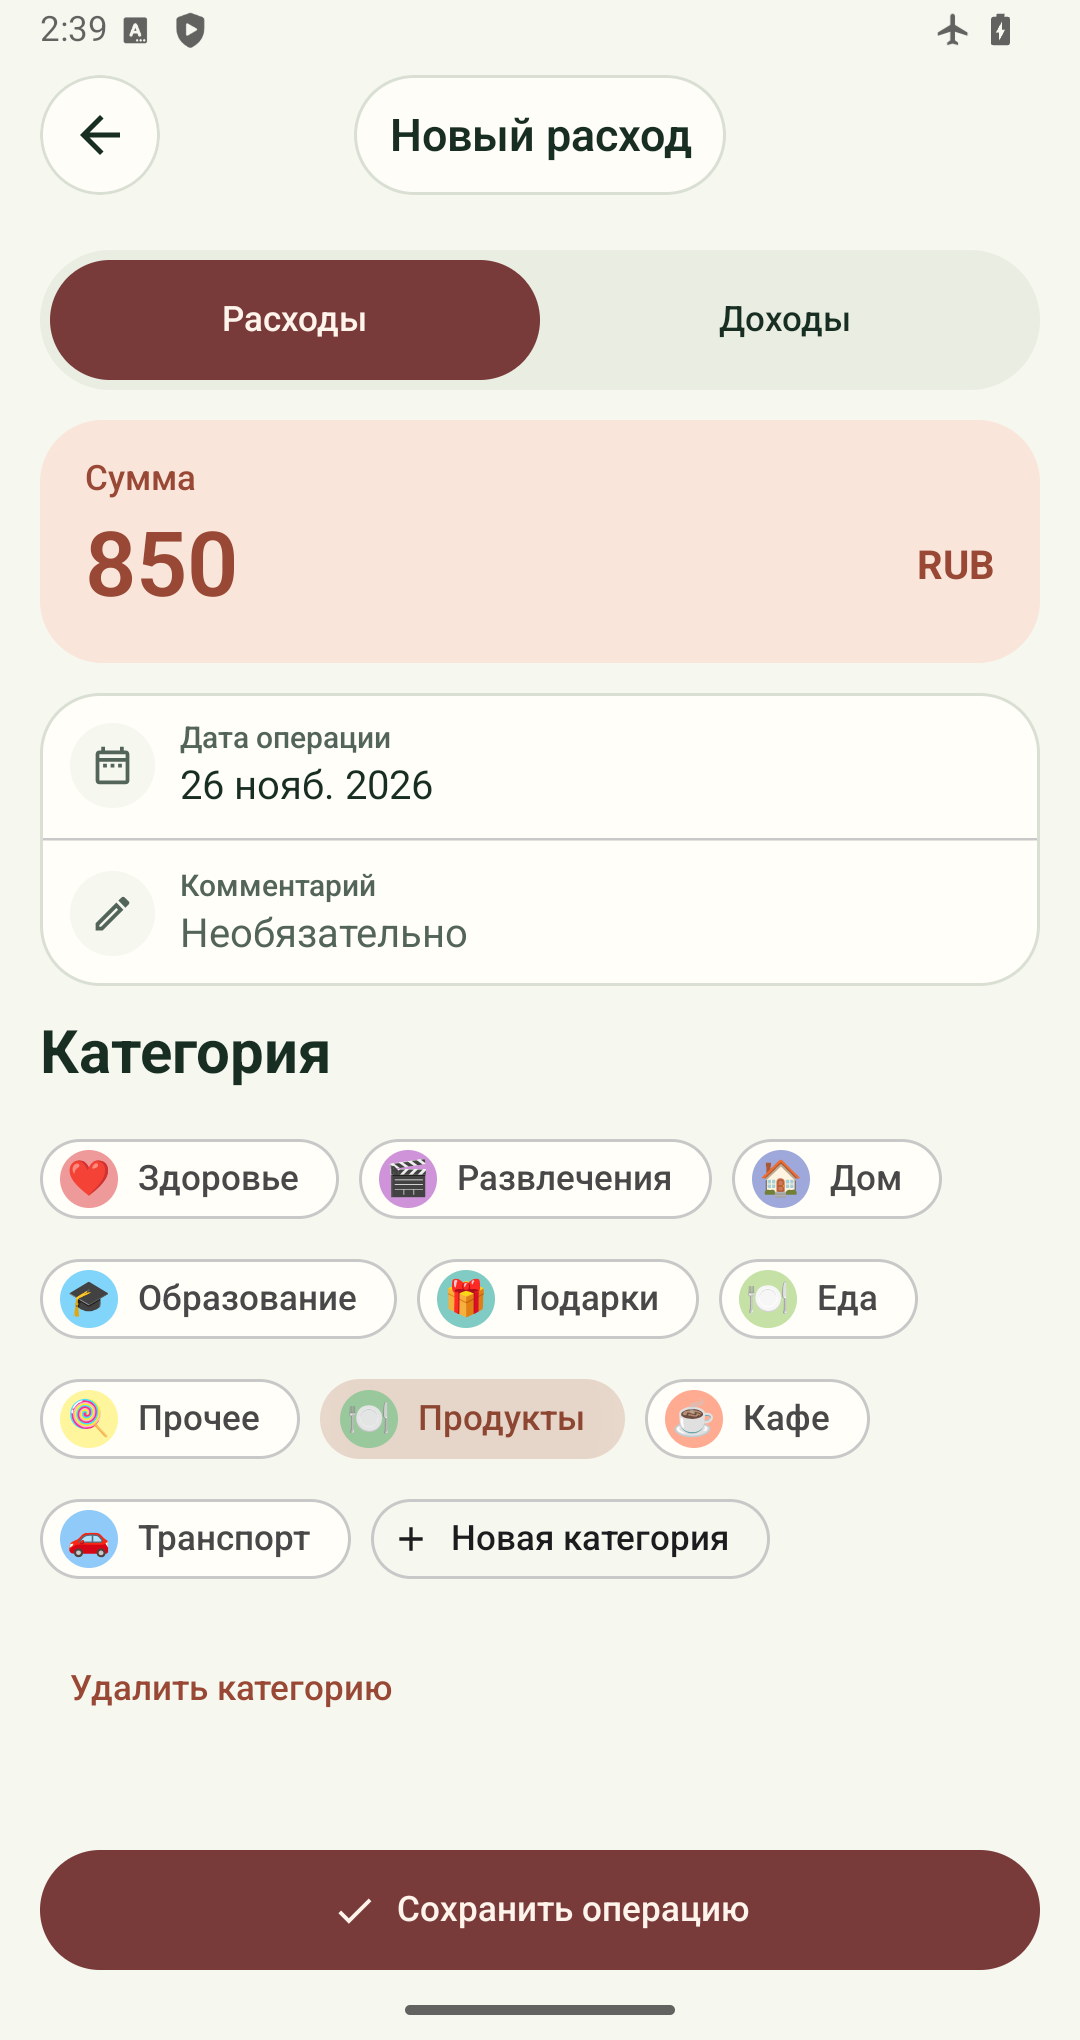 2:39
Новый расход
Расходы
Доходы
Сумма
850
RUB
Дата операции
26 нояб. 2026
Комментарий
Необязательно
Категория
Здоровье
Развлечения
Дом
Образование
Подарки
Еда
Прочее
Продукты
Кафе
Транспорт
+ Новая категория
Удалить категорию
Сохранить операцию